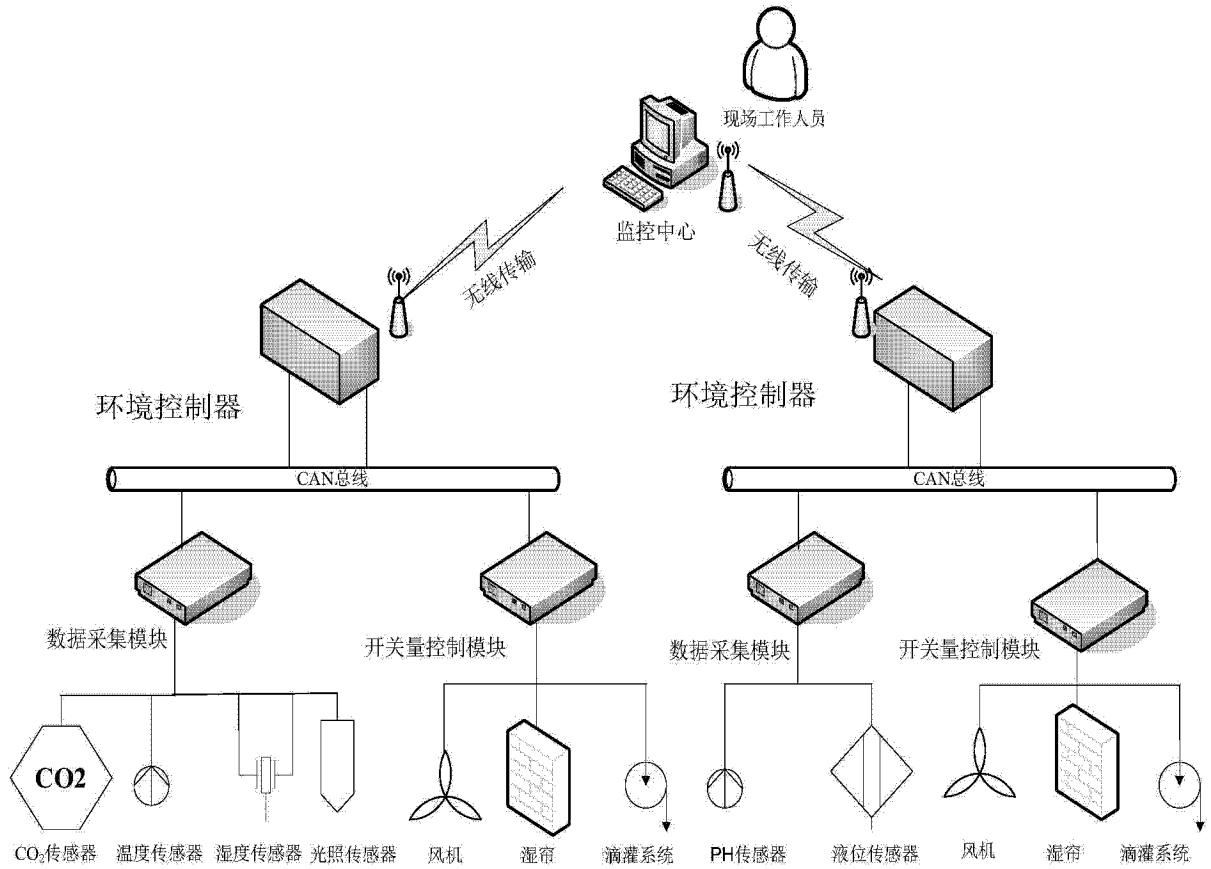 现场工作人员
监控中心
无线传输
无线传输
环境控制器
环境控制器
CAN总线
CAN总线
数据采集模块
开关量控制模块
数据采集模块
开关量控制模块
CO2
CO₂传感器
温度传感器
湿度传感器
光照传感器
风机
湿帘
滴灌系统
PH传感器
液位传感器
风机
湿帘
滴灌系统